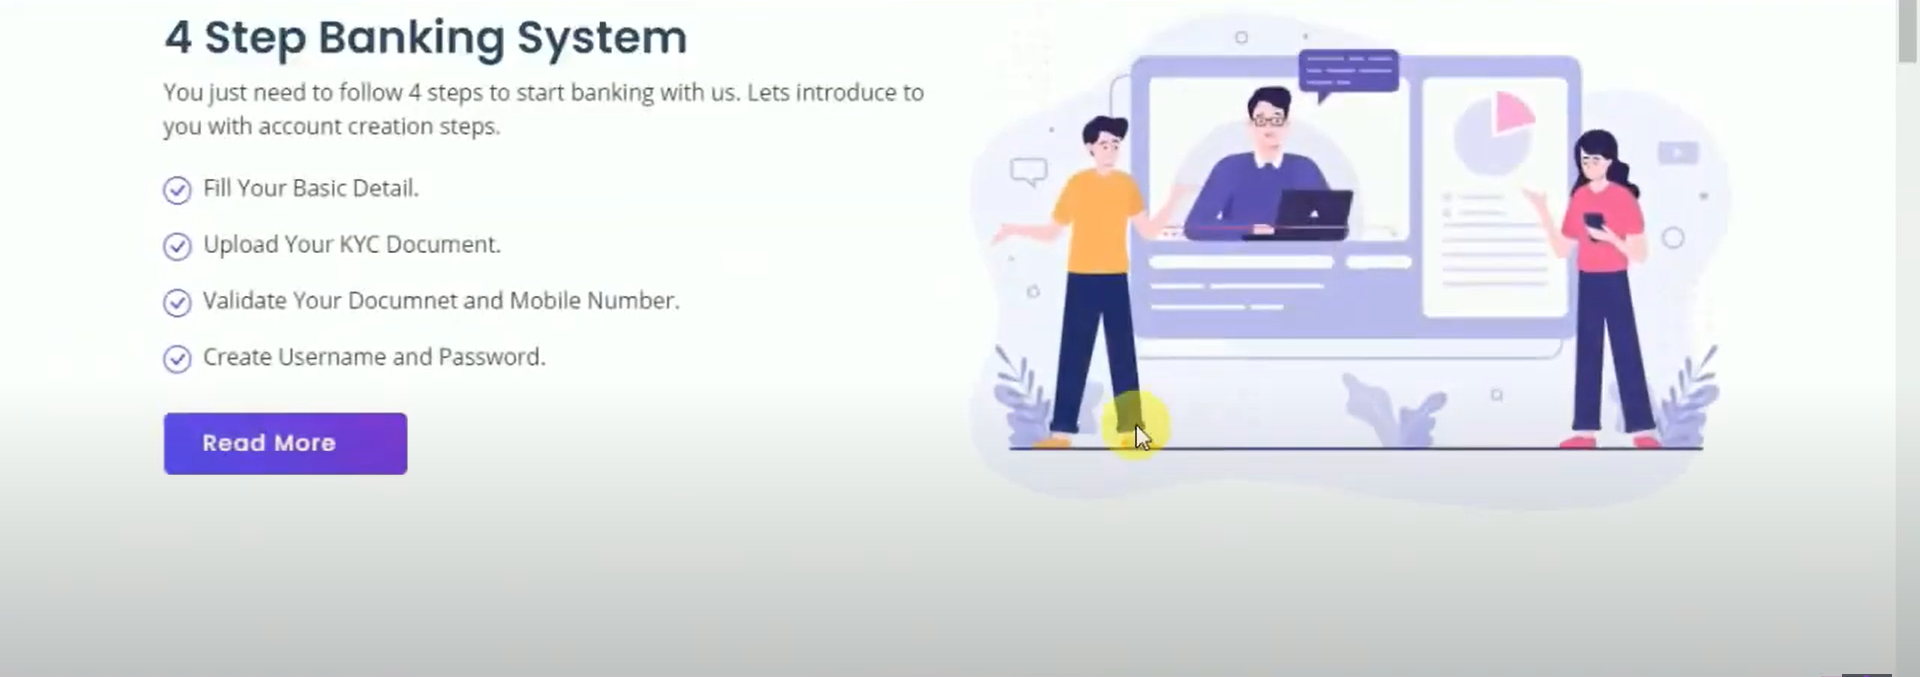 4 Step Banking System
You just need to follow 4 steps to start banking with us. Lets introduce to
you with account creation steps.
Fill Your Basic Detail.
Upload Your KYC Document.
Validate Your Documnet and Mobile Number.
Create Username and Password.
Read More